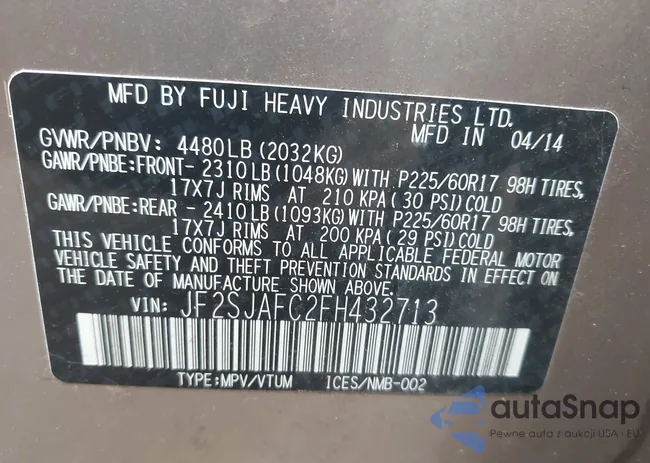 MFD BY FUJI HEAVY INDUSTRIES LTD.
MFD IN 04/14
GVWR/PNBV: 4480LB (2032KG)
GAWR/PNBE:FRONT- 2310LB (1048KG) WITH P225/60R17 98H TIRES,
17X7J RIMS AT 210 KPA (30 PSI) COLD
GAWR/PNBE:REAR - 2410LB (1093KG) WITH P225/60R17 98H TIRES,
17X7J RIMS AT 200 KPA (29 PSI) COLD
THIS VEHICLE CONFORMS TO ALL APPLICABLE FEDERAL MOTOR
VEHICLE SAFETY AND THEFT PREVENTION STANDARDS IN EFFECT ON
THE DATE OF MANUFACTURE SHOWN ABOVE.
VIN: JF2SJAFC2FH432713
TYPE:MPV/VTUM ICES/NMB-002
autaSnap
Pewne auta z aukcji USA i EU